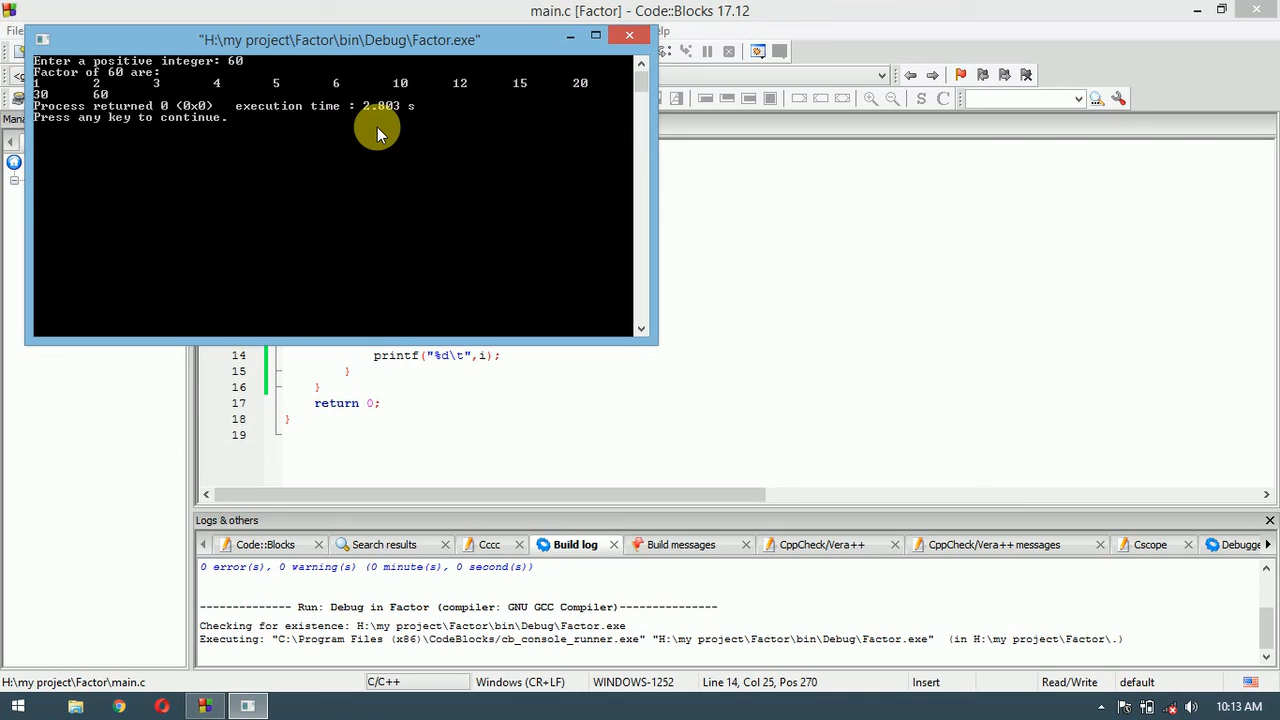 main.c [Factor] - Code::Blocks 17.12
"H:\my project\Factor\bin\Debug\Factor.exe"
Enter a positive integer: 60
Factor of 60 are:
1 2 3 4 5 6 10 12 15 20
30 60
Process returned 0 (0x0) execution time : 2.803 s
Press any key to continue.
14 printf("%d\t",i);
15 }
16 }
17 return 0;
18 }
19
Logs & others
Code::Blocks Search results Cccc Build log Build messages CppCheck/Vera++ CppCheck/Vera++ messages Cscope Debugge
0 error(s), 0 warning(s) (0 minute(s), 0 second(s))
-------------- Run: Debug in Factor (compiler: GNU GCC Compiler)---------------
Checking for existence: H:\my project\Factor\bin\Debug\Factor.exe
Executing: "C:\Program Files (x86)\CodeBlocks/cb_console_runner.exe" "H:\my project\Factor\bin\Debug\Factor.exe" (in H:\my project\Factor\.)
H:\my project\Factor\main.c C/C++ Windows (CR+LF) WINDOWS-1252 Line 14, Col 25, Pos 270 Insert Read/Write default
10:13 AM